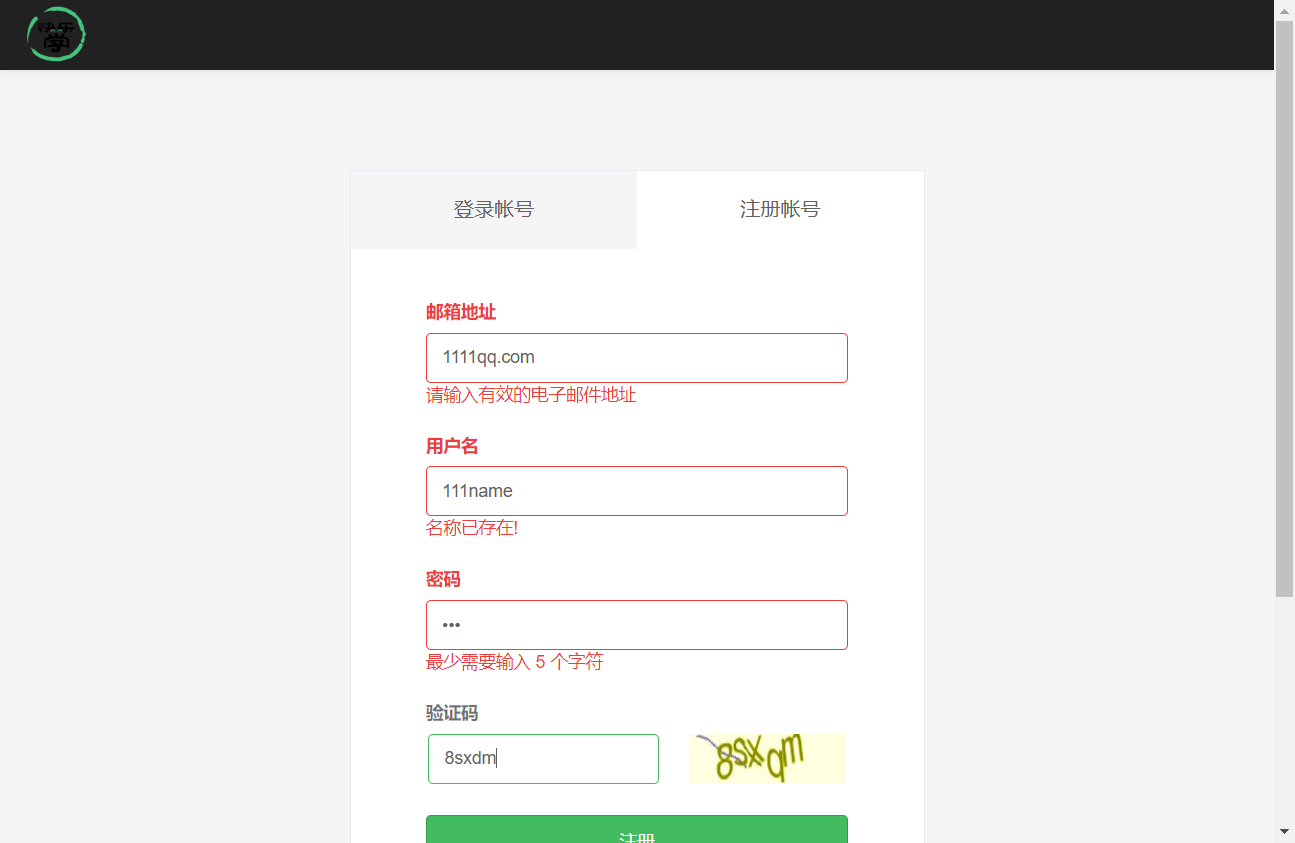 快乐
学
登录帐号
注册帐号
邮箱地址
1111qq.com
请输入有效的电子邮件地址
用户名
111name
名称已存在!
密码
•••
最少需要输入 5 个字符
验证码
8sxdm
8sxqm
注册